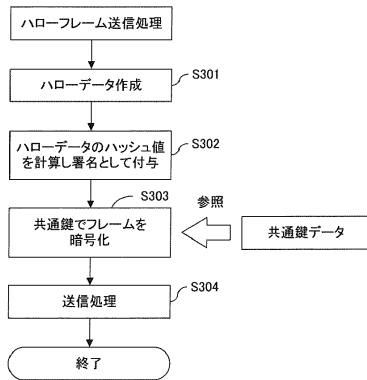 ハローフレーム送信処理
S301
ハローデータ作成
S302
ハローデータのハッシュ値
を計算し署名として付与
S303
参照
共通鍵でフレームを
暗号化
共通鍵データ
S304
送信処理
終了